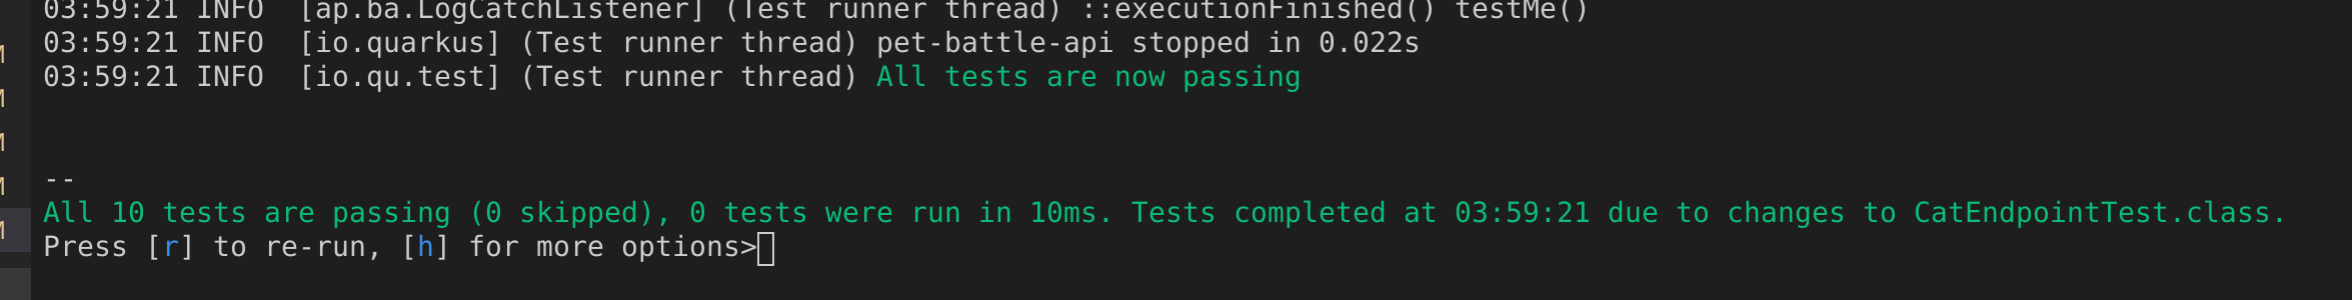 03:59:21 INFO  [ap.ba.LogCatchListener] (Test runner thread) ::executionFinished() testMe()
03:59:21 INFO  [io.quarkus] (Test runner thread) pet-battle-api stopped in 0.022s
03:59:21 INFO  [io.qu.test] (Test runner thread) All tests are now passing
--
All 10 tests are passing (0 skipped), 0 tests were run in 10ms. Tests completed at 03:59:21 due to changes to CatEndpointTest.class.
Press [r] to re-run, [h] for more options>